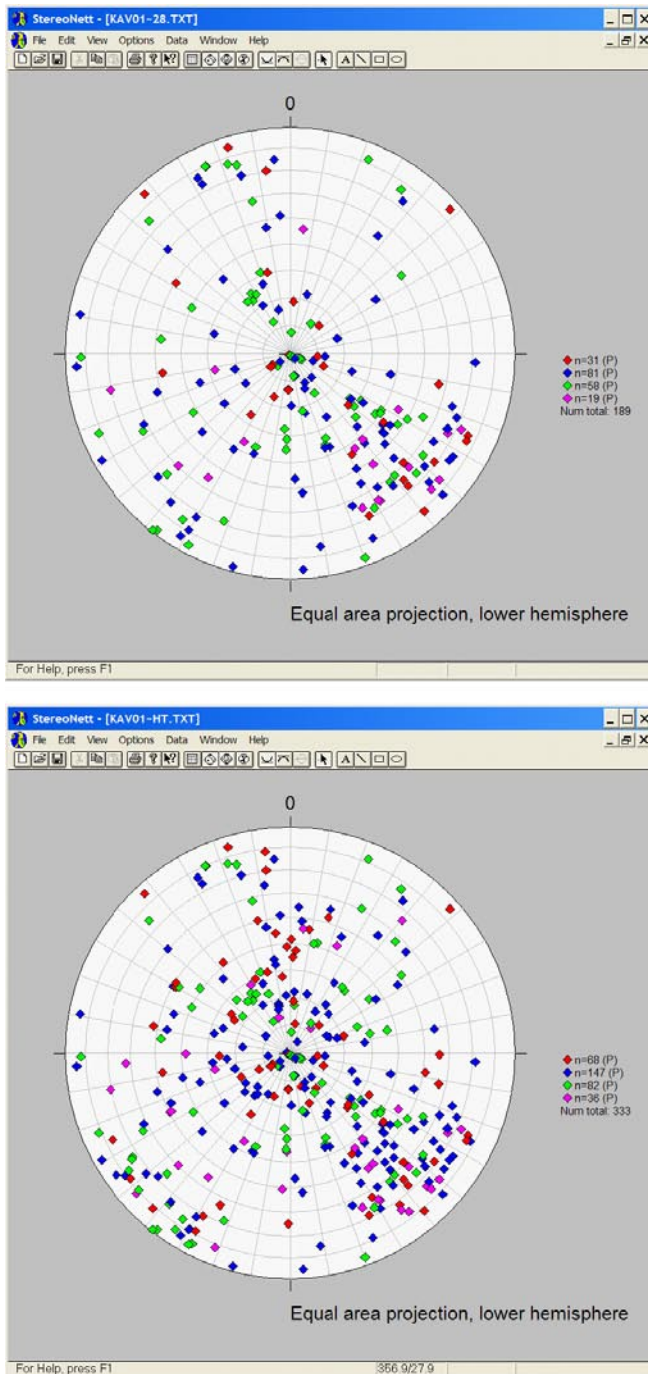 StereoNett - [KAV01~28.TXT]
File Edit View Options Data Window Help
0
n=31 (P)
n=81 (P)
n=58 (P)
n=19 (P)
Num total: 189
Equal area projection, lower hemisphere
For Help, press F1
StereoNett - [KAV01~HT.TXT]
File Edit View Options Data Window Help
0
n=68 (P)
n=147 (P)
n=82 (P)
n=36 (P)
Num total: 333
Equal area projection, lower hemisphere
For Help, press F1 356.9/27.9